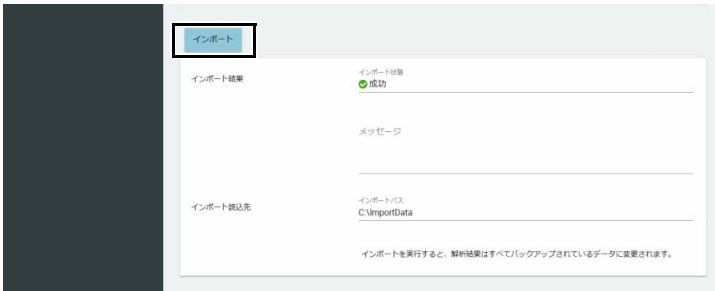 インポート
インポート結果
インポート状態
成功
メッセージ
インポート読込先
インポートパス
C:\ImportData
インポートを実行すると、解析結果はすべてバックアップされているデータに変更されます。